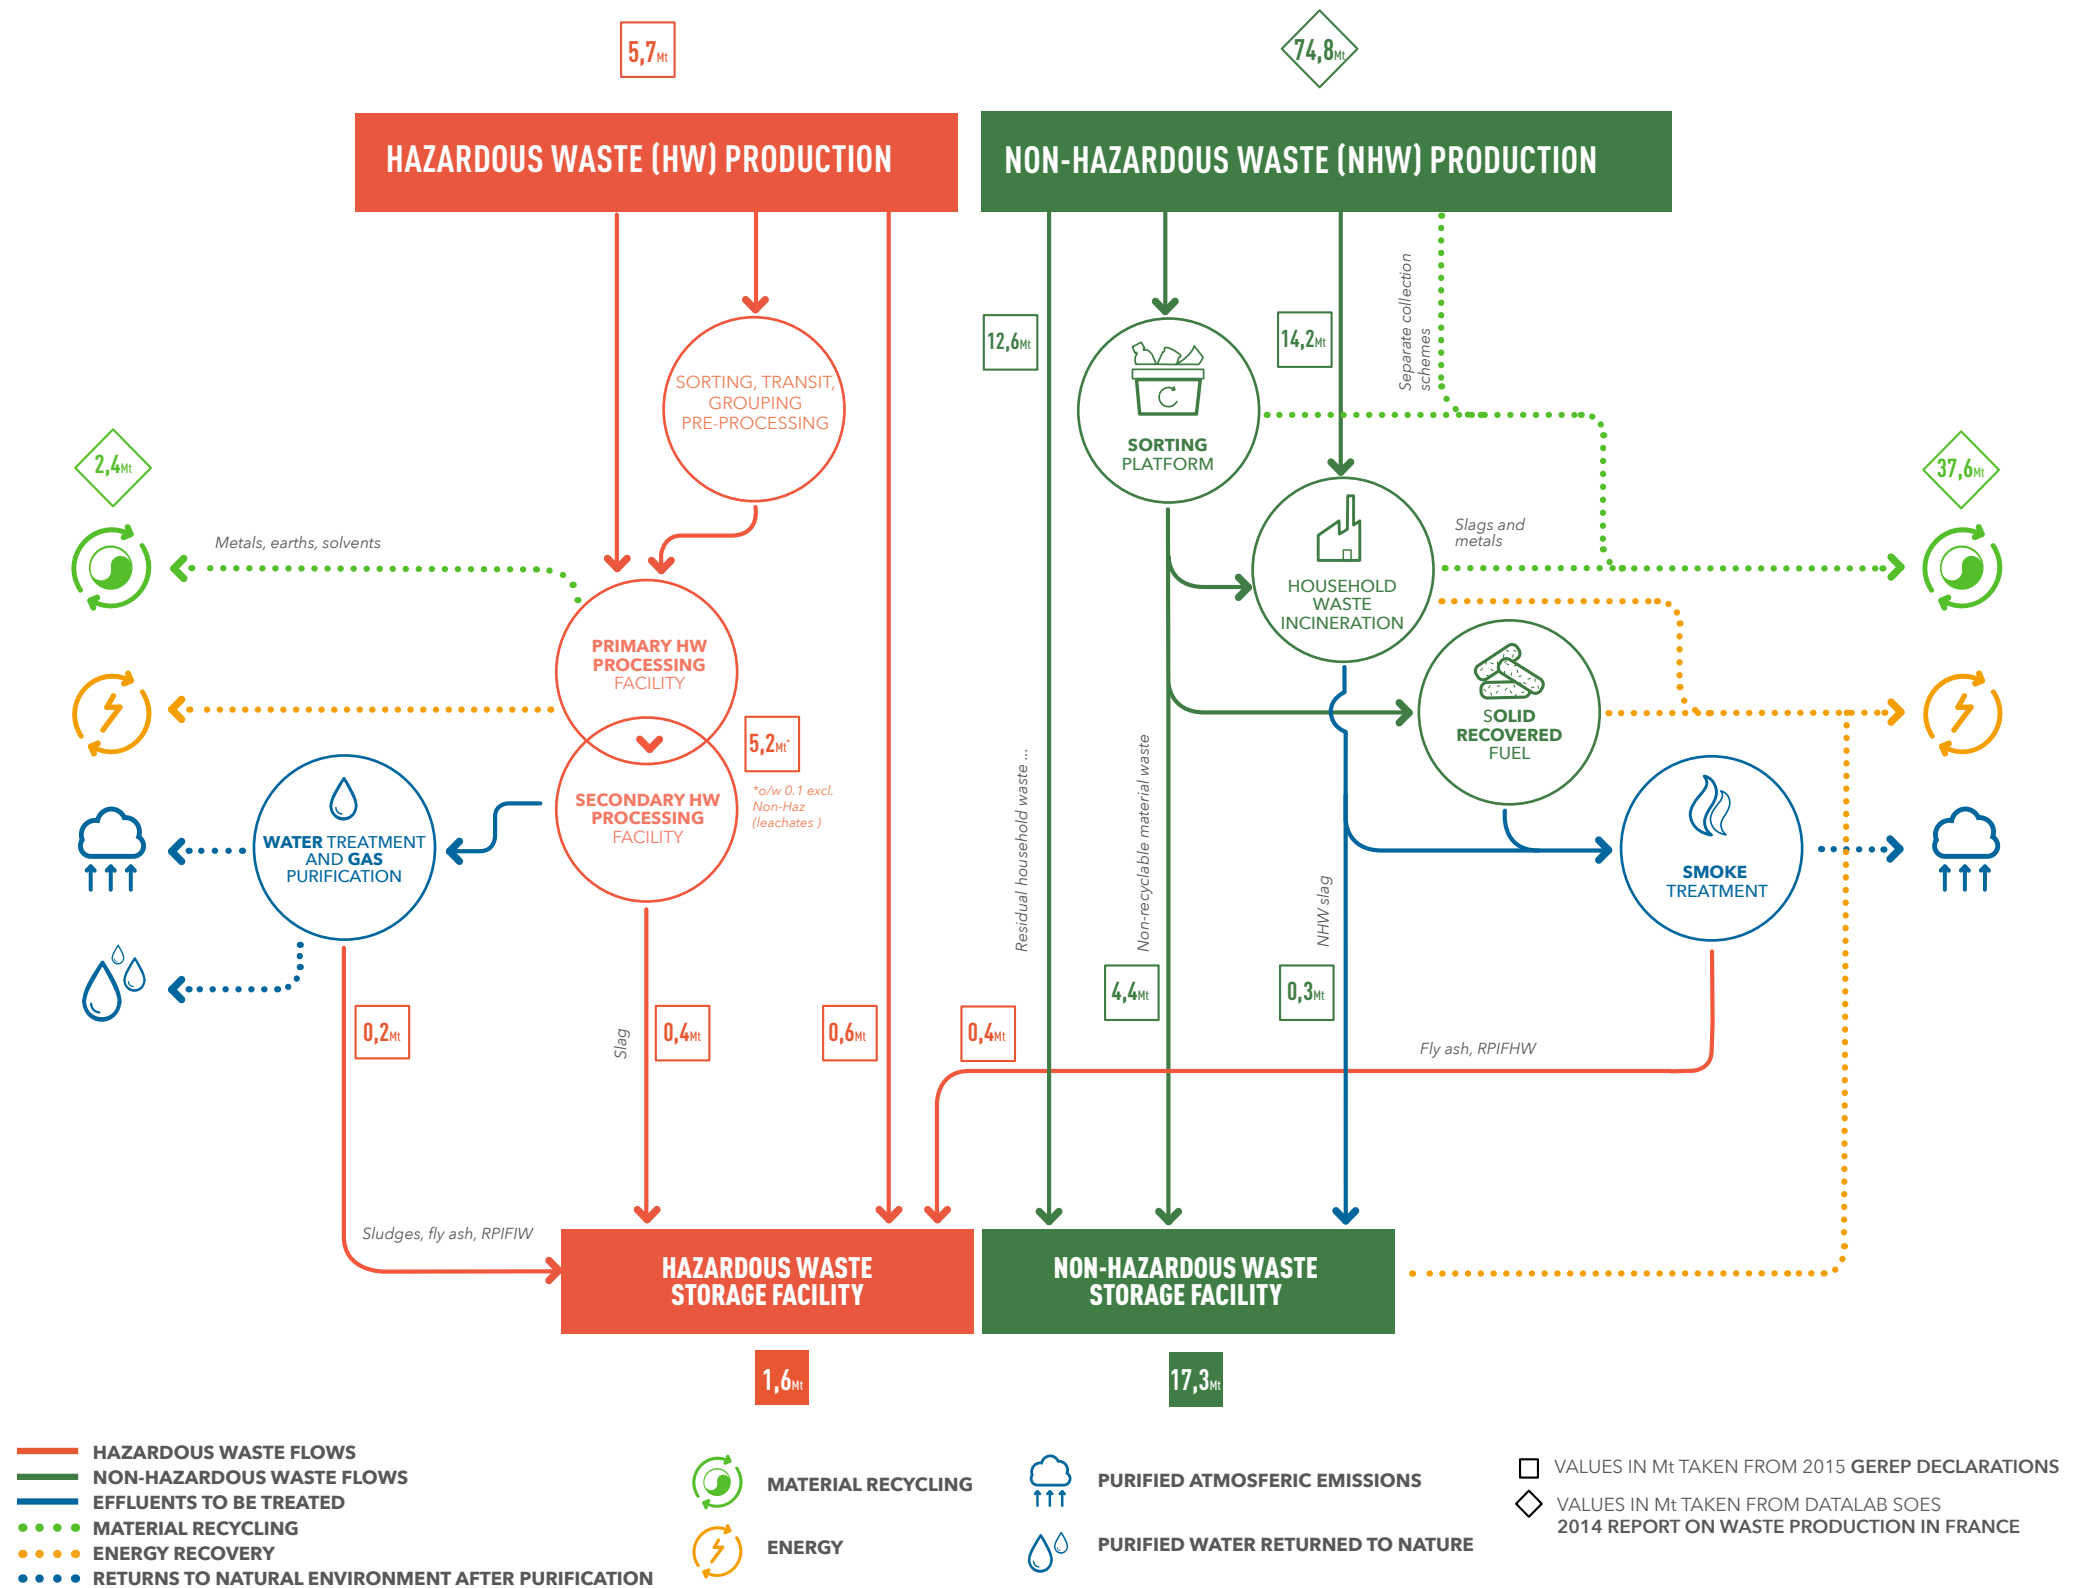 5,7Mt
74,8Mt
HAZARDOUS WASTE (HW) PRODUCTION
NON-HAZARDOUS WASTE (NHW) PRODUCTION
Separate collection
schemes
12,6Mt
14,2Mt
SORTING, TRANSIT,
GROUPING
PRE-PROCESSING
SORTING
PLATFORM
2,4Mt
37,6Mt
Metals, earths, solvents
Slags and
metals
HOUSEHOLD
WASTE
INCINERATION
PRIMARY HW
PROCESSING
FACILITY
SOLID
RECOVERED
FUEL
5,2Mt*
*o/w 0.1 excl.
Non-Haz
(leachates )
SECONDARY HW
PROCESSING
FACILITY
WATER TREATMENT
AND GAS
PURIFICATION
SMOKE
TREATMENT
Residual household waste ...
Non-recyclable material waste
NHW slag
4,4Mt
0,3Mt
0,2Mt
Slag
0,4Mt
0,6Mt
0,4Mt
Fly ash, RPIFHW
Sludges, fly ash, RPIFIW
HAZARDOUS WASTE
STORAGE FACILITY
NON-HAZARDOUS WASTE
STORAGE FACILITY
1,6Mt
17,3Mt
HAZARDOUS WASTE FLOWS
NON-HAZARDOUS WASTE FLOWS
EFFLUENTS TO BE TREATED
MATERIAL RECYCLING
ENERGY RECOVERY
RETURNS TO NATURAL ENVIRONMENT AFTER PURIFICATION
MATERIAL RECYCLING
ENERGY
PURIFIED ATMOSFERIC EMISSIONS
PURIFIED WATER RETURNED TO NATURE
VALUES IN Mt TAKEN FROM 2015 GEREP DECLARATIONS
VALUES IN Mt TAKEN FROM DATALAB SOES
2014 REPORT ON WASTE PRODUCTION IN FRANCE